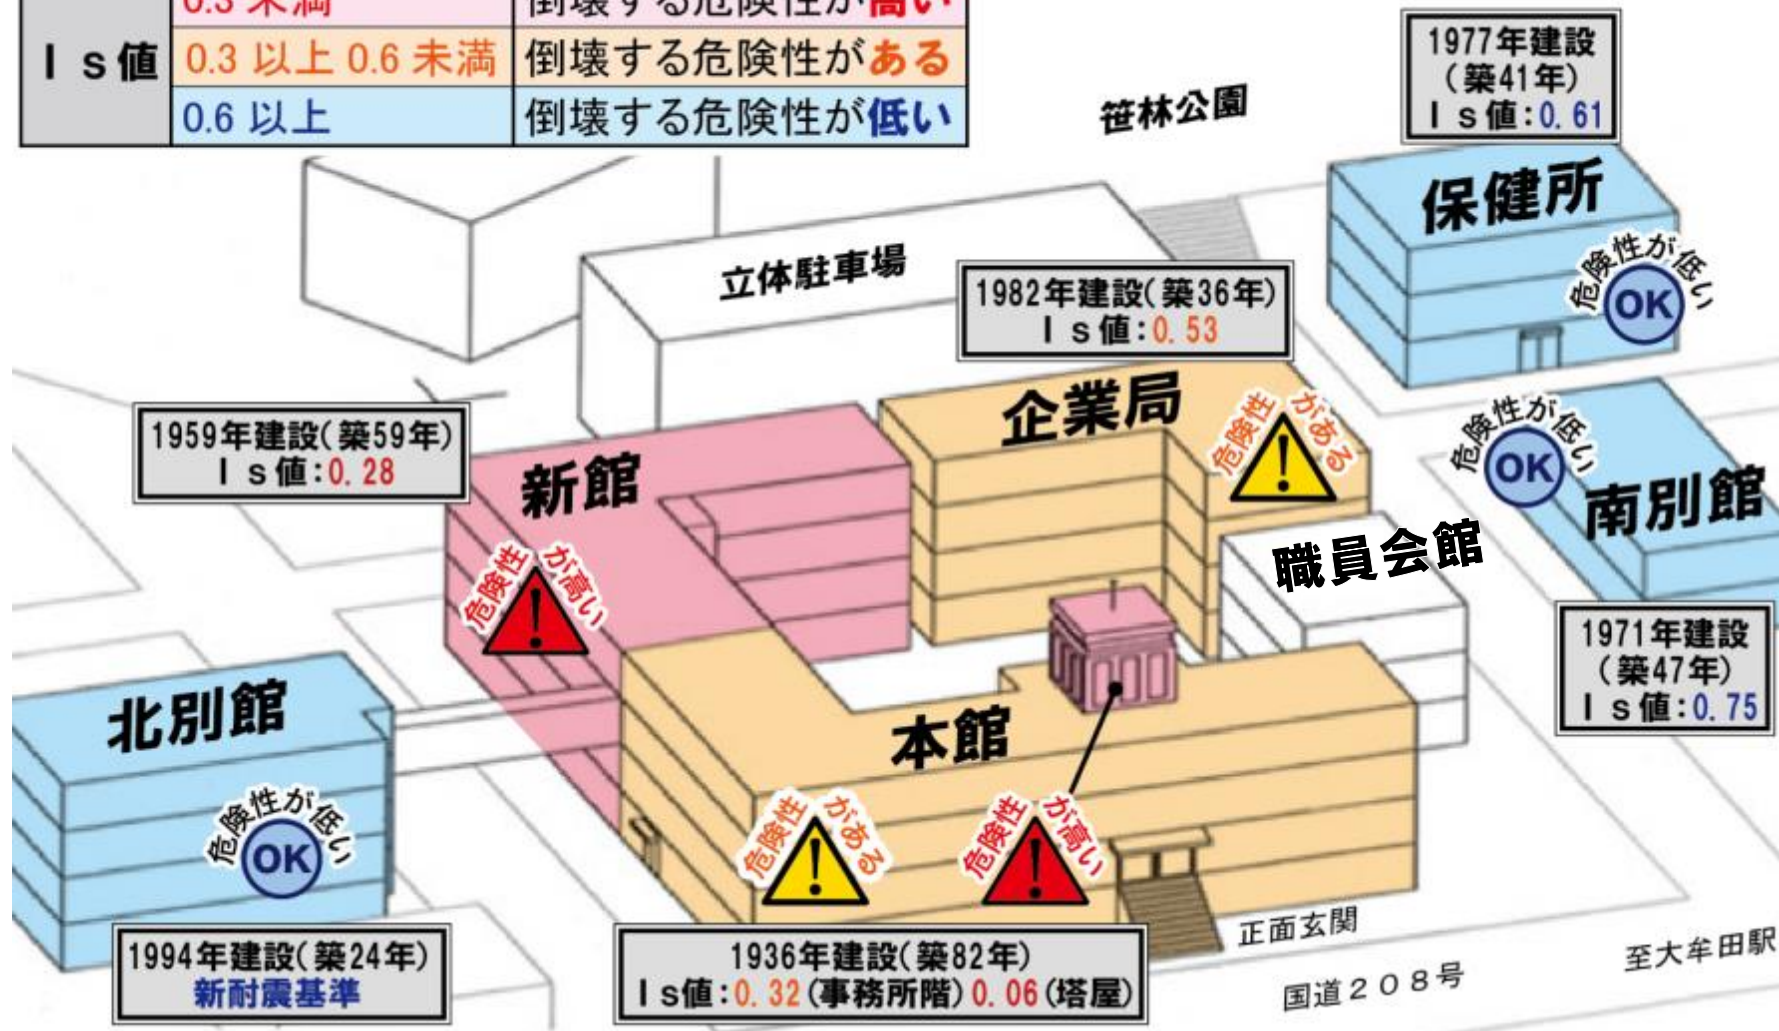 0.3 未満 倒壊する危険性が高い
Ｉｓ値 0.3 以上 0.6 未満 倒壊する危険性がある
0.6 以上 倒壊する危険性が低い
笹林公園
1977年建設
（築41年）
Ｉｓ値：0.61
保健所
危険性が低い
OK
立体駐車場
1982年建設（築36年）
Ｉｓ値：0.53
企業局
危険性がある
!
1959年建設（築59年）
Ｉｓ値：0.28
新館
危険性が高い
!
危険性が低い
OK
南別館
職員会館
1971年建設
（築47年）
Ｉｓ値：0.75
北別館
危険性が低い
OK
本館
危険性がある
!
危険性が高い
!
1994年建設（築24年）
新耐震基準
1936年建設（築82年）
Ｉｓ値：0.32（事務所階）0.06（塔屋）
正面玄関
国道２０８号
至大牟田駅